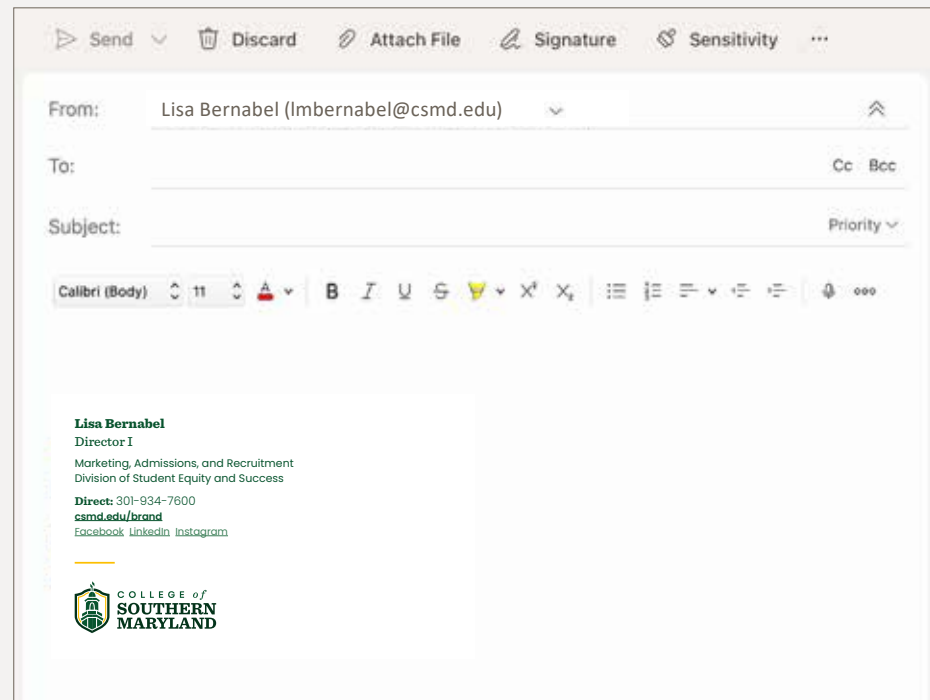 Send Discard Attach File Signature Sensitivity ...
From: Lisa Bernabel (lmbernabel@csmd.edu)
To: Cc Bcc
Subject: Priority
Calibri (Body) 11 A B I U S X² X₂
Lisa Bernabel
Director I
Marketing, Admissions, and Recruitment
Division of Student Equity and Success
Direct: 301-934-7600
csmd.edu/brand
Facebook LinkedIn Instagram
COLLEGE of
SOUTHERN
MARYLAND